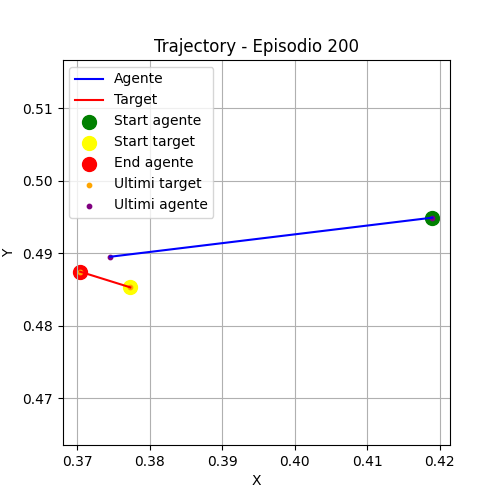 Trajectory - Episodio 200
Agente
Target
Start agente
Start target
End agente
Ultimi target
Ultimi agente
0.51
0.50
0.49
0.48
0.47
Y
0.37 0.38 0.39 0.40 0.41 0.42
X